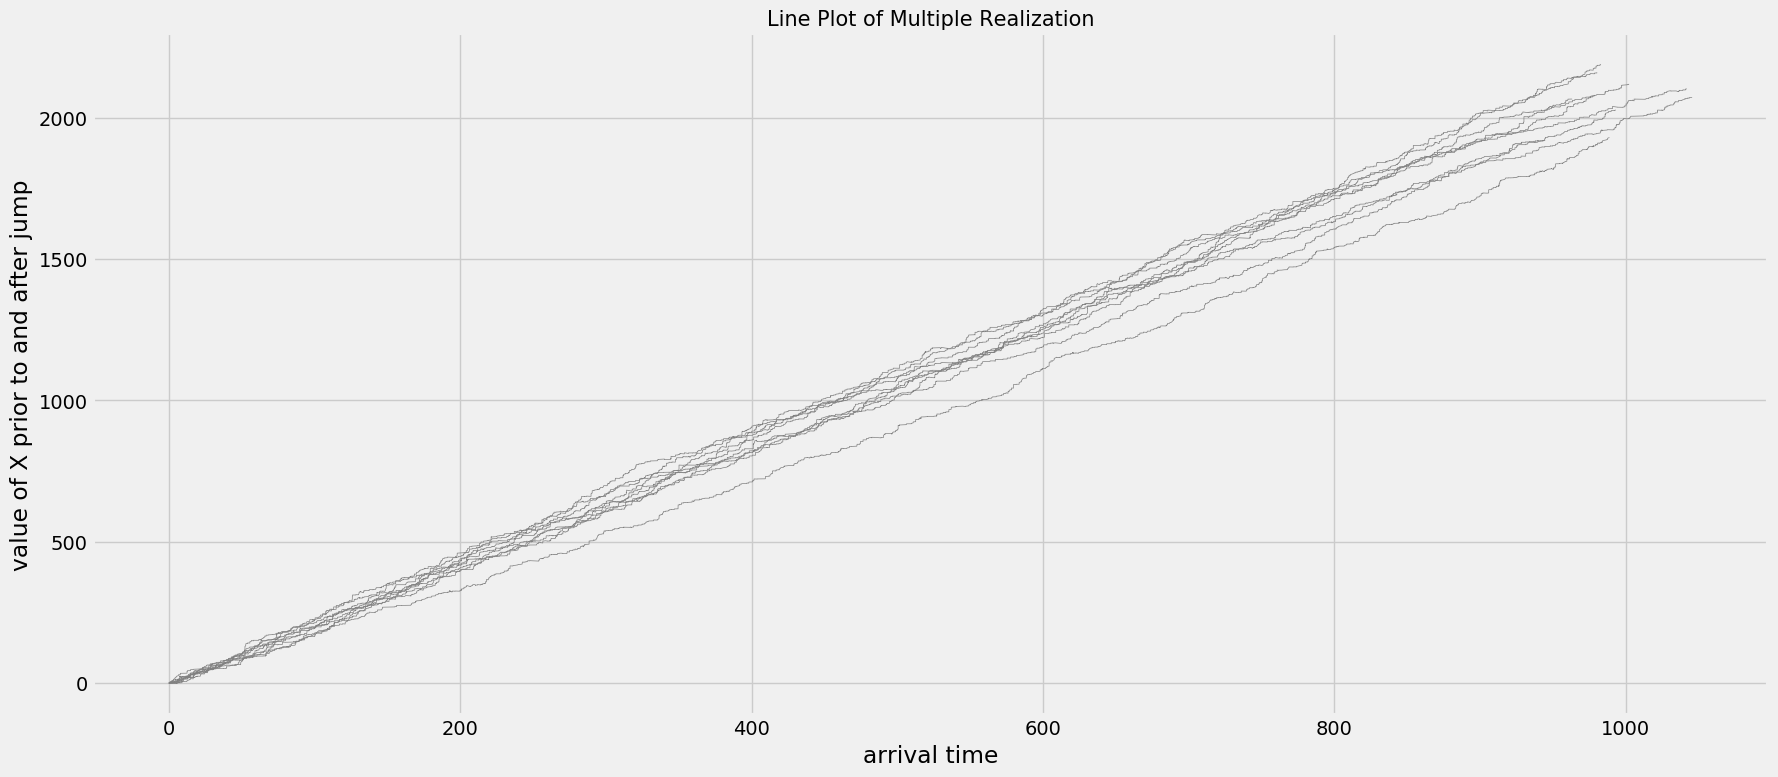 Line Plot of Multiple Realization
value of X prior to and after jump
2000
1500
1000
500
0
0 200 400 600 800 1000
arrival time